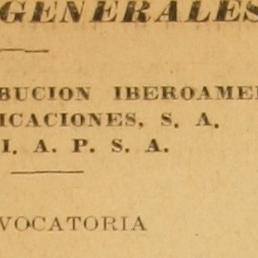 GENERALES
BUCION IBEROAME
ICACIONES, S. A.
I. A. P. S. A.
VOCATORIA